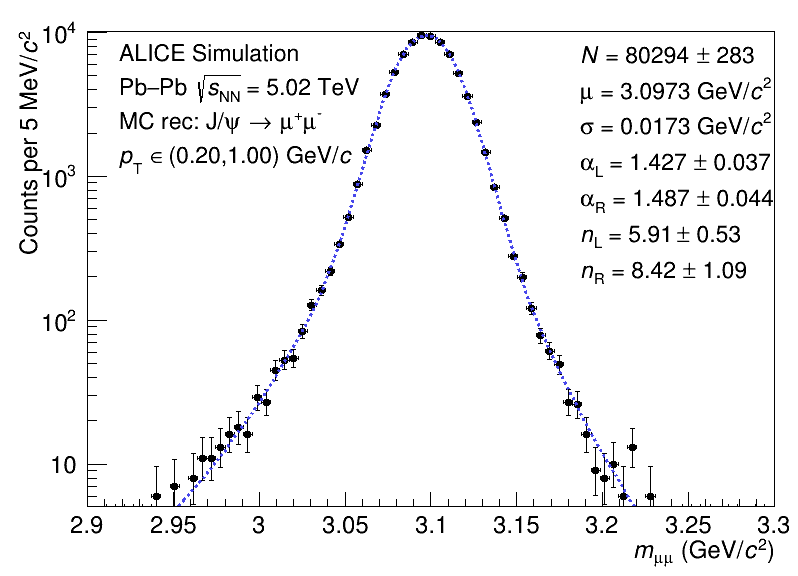 Counts per 5 MeV/c²
10⁴
10³
10²
10
ALICE Simulation
Pb–Pb √s_NN = 5.02 TeV
MC rec: J/ψ → μ⁺μ⁻
p_T ∈ (0.20,1.00) GeV/c
N = 80294 ± 283
μ = 3.0973 GeV/c²
σ = 0.0173 GeV/c²
α_L = 1.427 ± 0.037
α_R = 1.487 ± 0.044
n_L = 5.91 ± 0.53
n_R = 8.42 ± 1.09
2.9 2.95 3 3.05 3.1 3.15 3.2 3.25 3.3
m_μμ (GeV/c²)